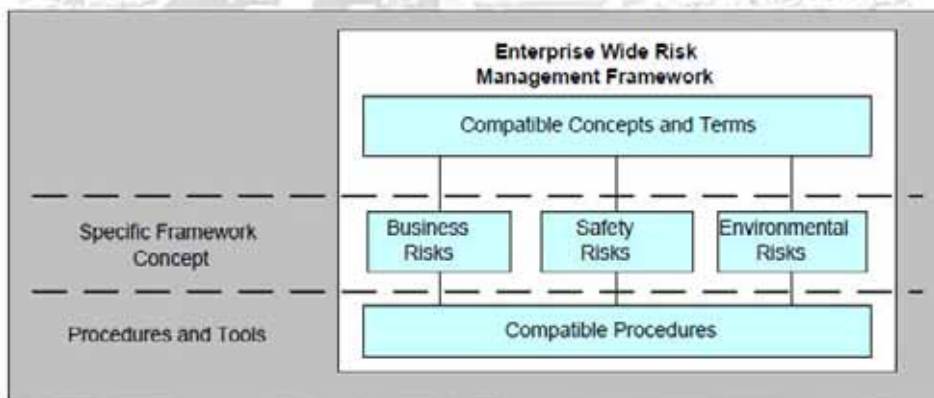 Enterprise Wide Risk
Management Framework
Compatible Concepts and Terms
Specific Framework
Concept
Business
Risks
Safety
Risks
Environmental
Risks
Procedures and Tools
Compatible Procedures